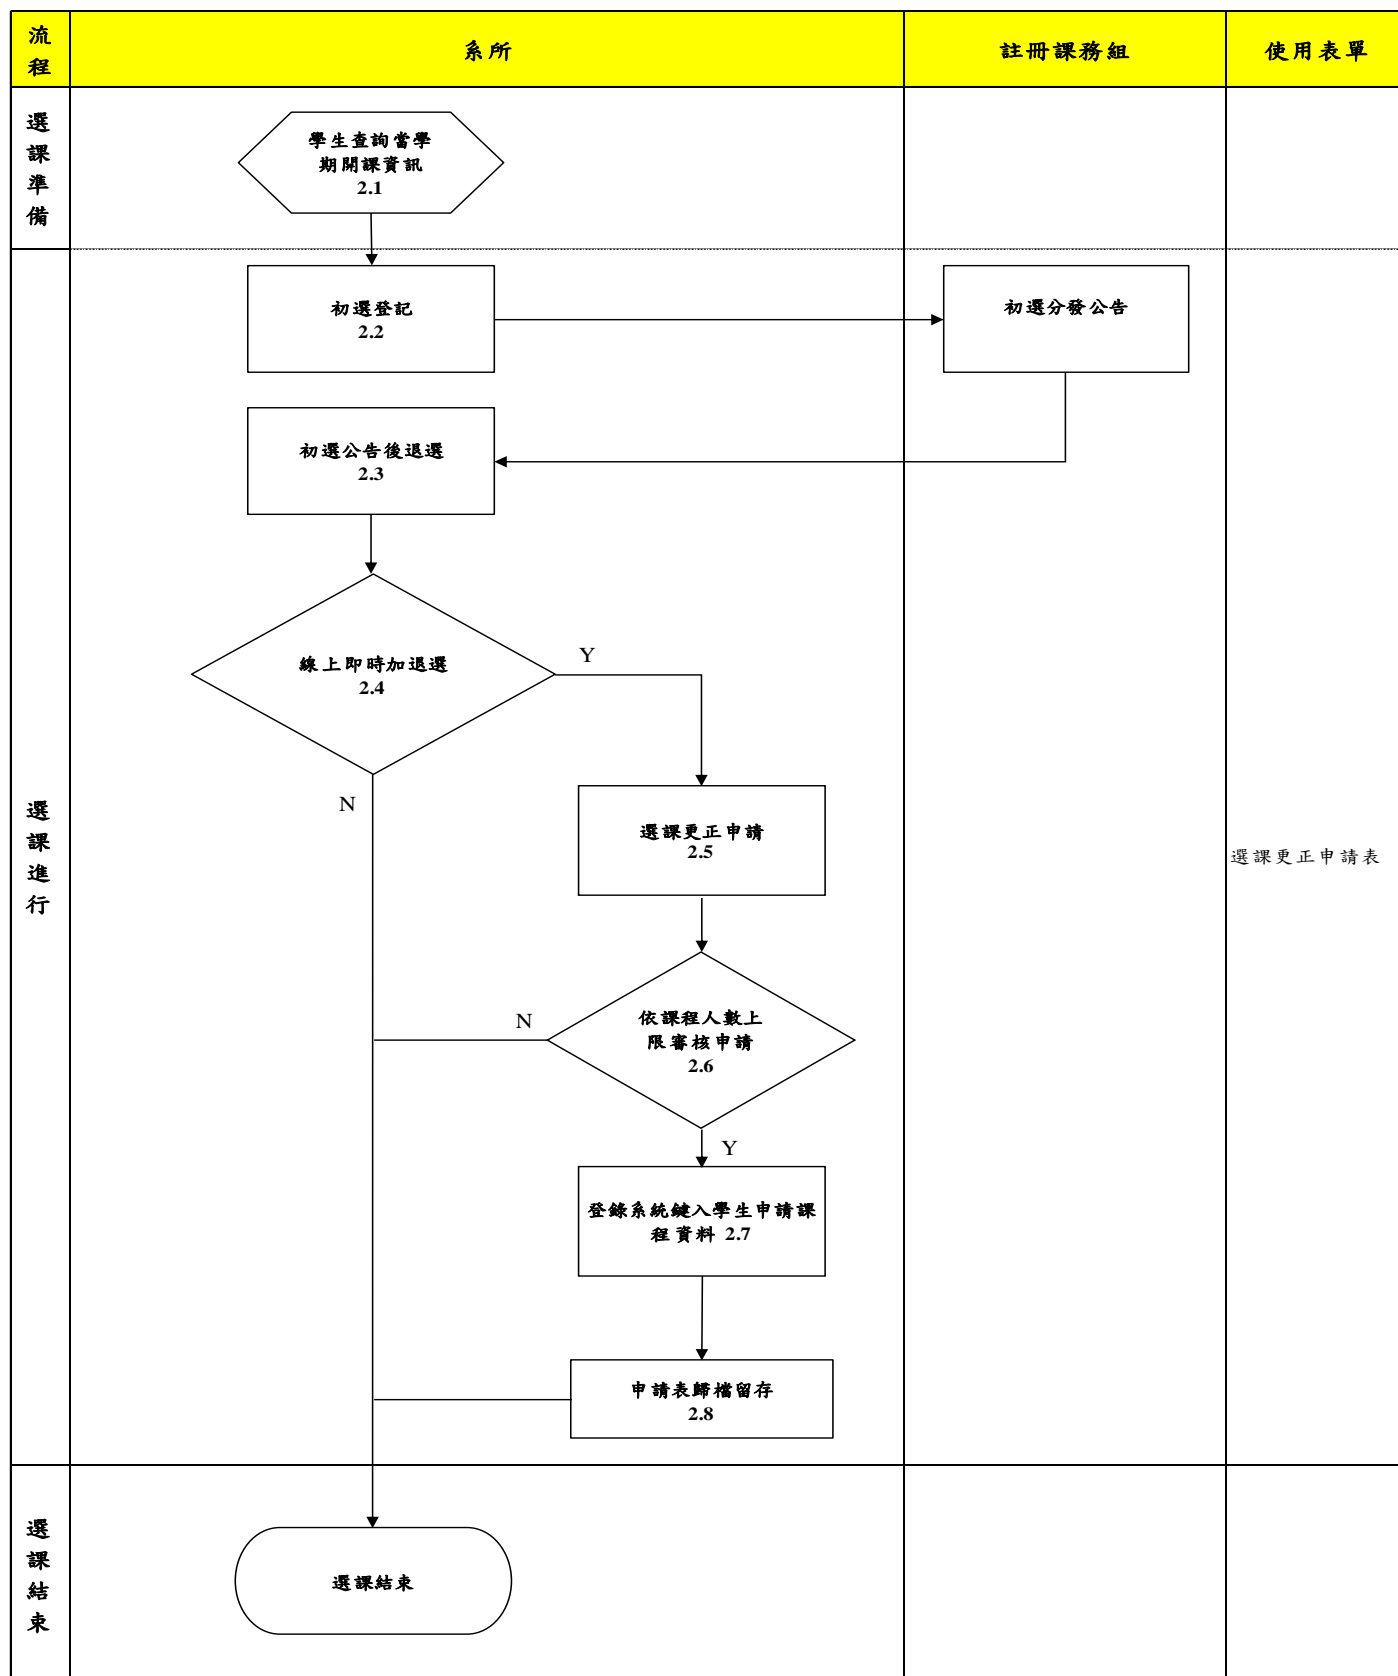 流
程
系所
註冊課務組
使用表單
選
課
準
備
學生查詢當學
期開課資訊
2.1
選
課
進
行
初選登記
2.2
初選分發公告
初選公告後退選
2.3
線上即時加退選
2.4
Y
N
選課更正申請
2.5
選課更正申請表
依課程人數上
限審核申請
2.6
N
Y
登錄系統鍵入學生申請課
程資料 2.7
申請表歸檔留存
2.8
選
課
結
束
選課結束